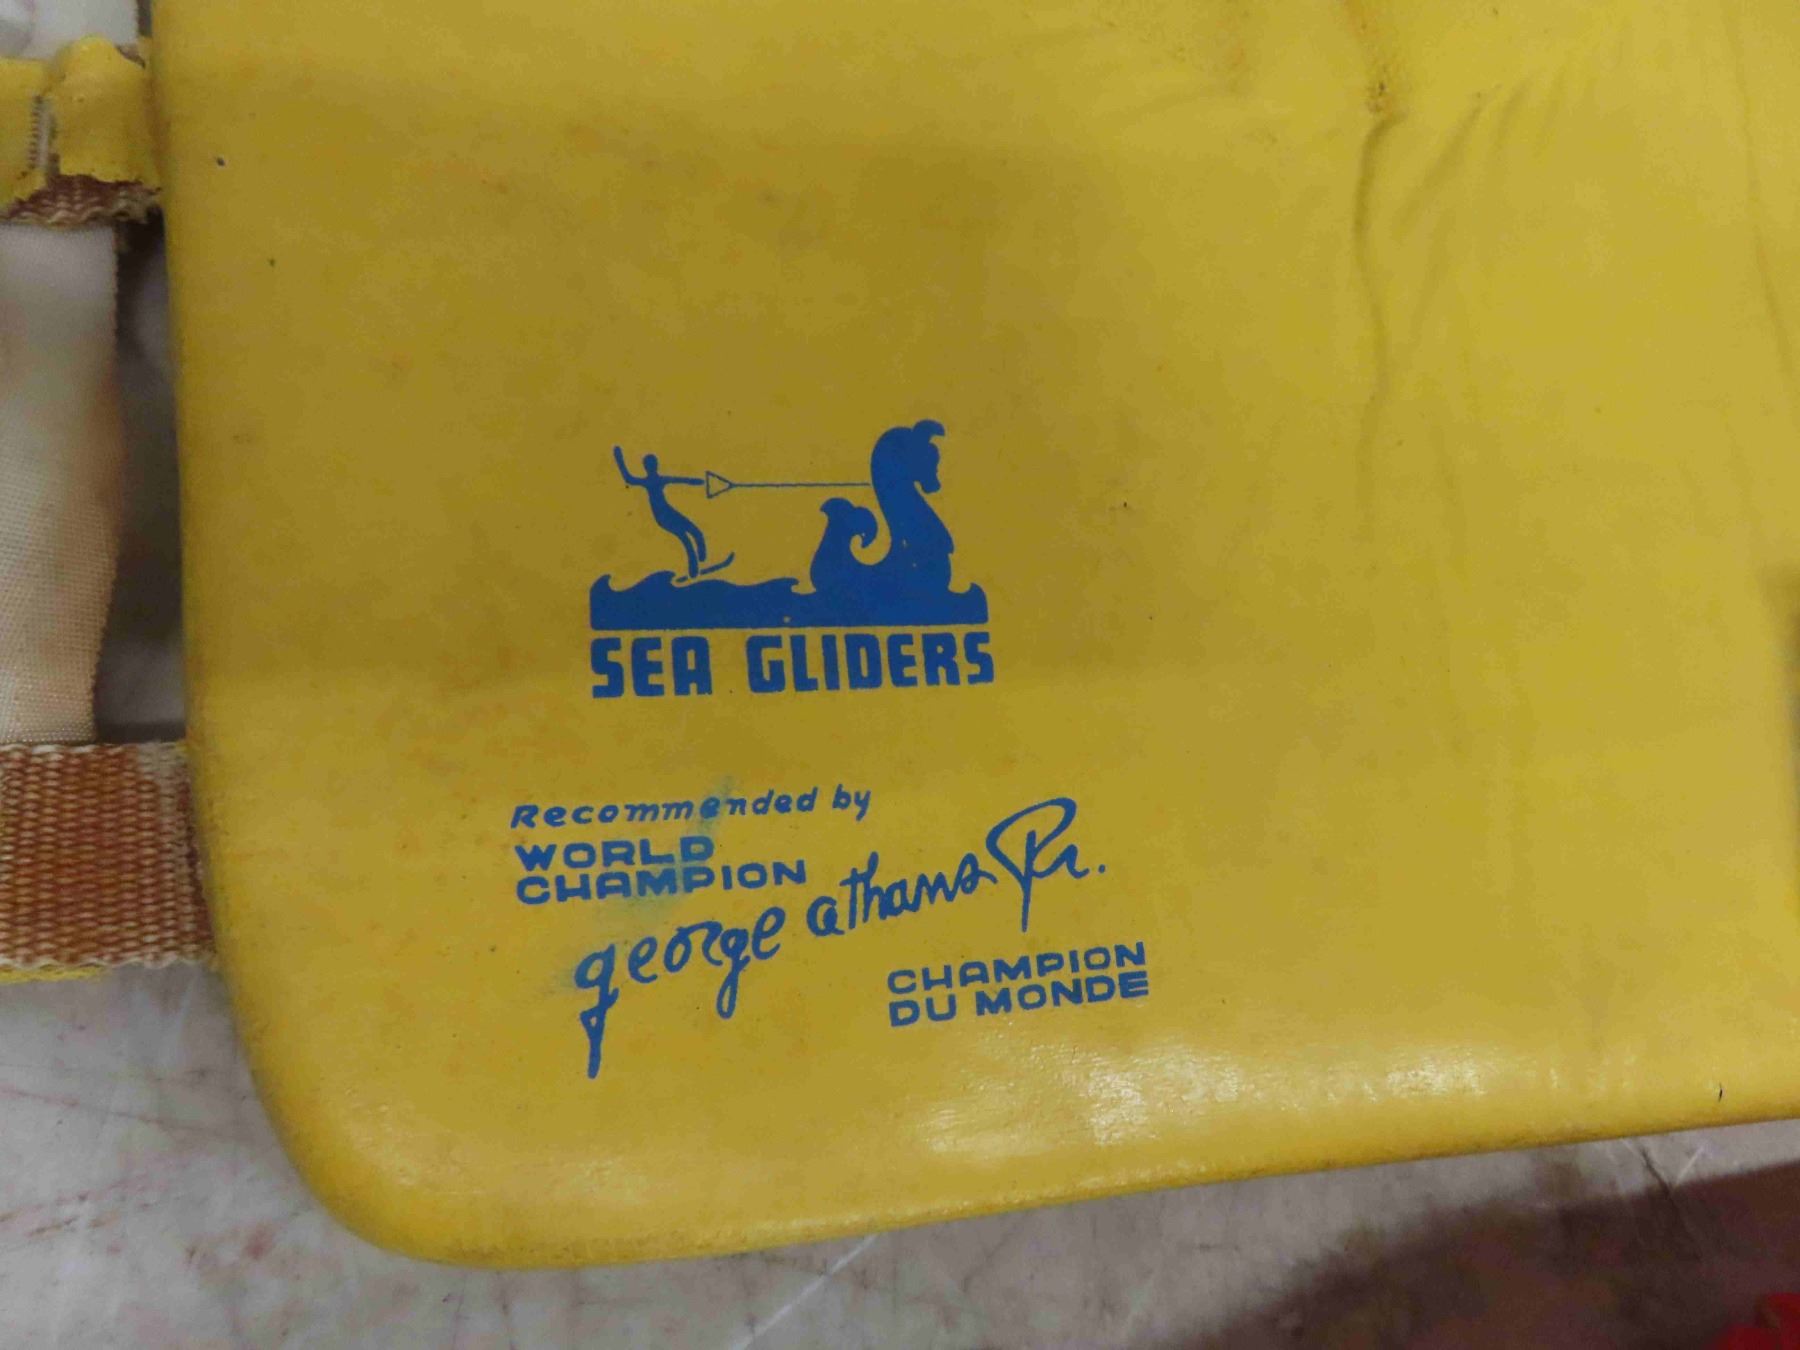 SEA GLIDERS
Recommended by
WORLD
CHAMPION
george athans Jr.
CHAMPION
DU MONDE